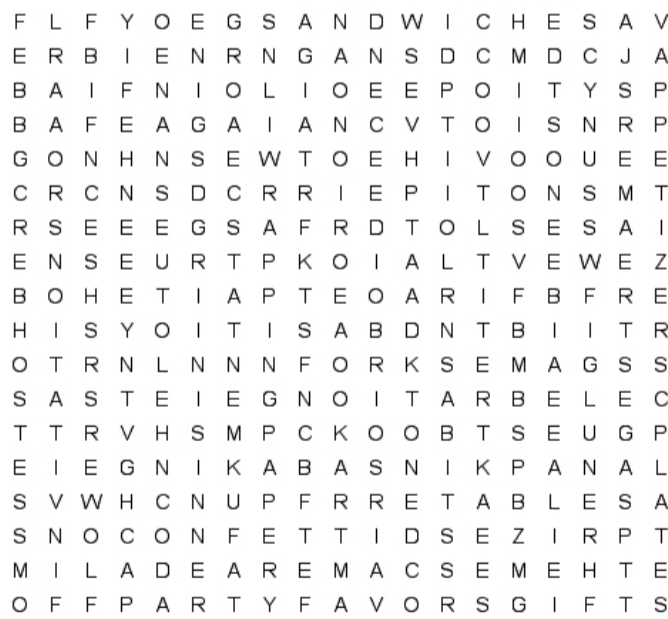 F L F Y O E G S A N D W I C H E S A V
E R B I E N R N G A N S D C M D C J A
B A I F N I O L I O E E P O I T Y S P
B A F E A G A I A N C V T O I S N R P
G O N H N S E W T O E H I V O O U E E
C R C N S D C R R I E P I T O N S M T
R S E E E G S A F R D T O L S E S A I
E N S E U R T P K O I A L T V E W E Z
B O H E T I A P T E O A R I F B F R E
H I S Y O I T I S A B D N T B I I T R
O T R N L N N N F O R K S E M A G S S
S A S T E I E G N O I T A R B E L E C
T T R V H S M P C K O O B T S E U G P
E I E G N I K A B A S N I K P A N A L
S V W H C N U P F R R E T A B L E S A
S N O C O N F E T T I D S E Z I R P T
M I L A D E A R E M A C S E M E H T E
O F F P A R T Y F A V O R S G I F T S